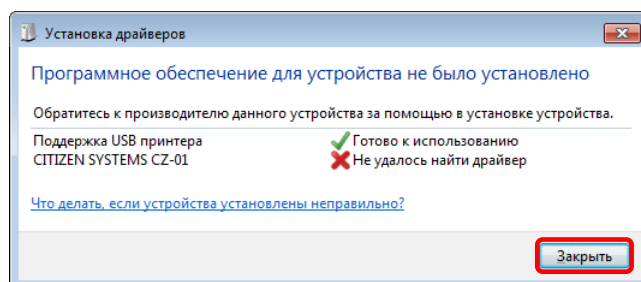 Установка драйверов
Программное обеспечение для устройства не было установлено
Обратитесь к производителю данного устройства за помощью в установке устройства.
Поддержка USB принтера Готово к использованию
CITIZEN SYSTEMS CZ-01 Не удалось найти драйвер
Что делать, если устройства установлены неправильно?
Закрыть